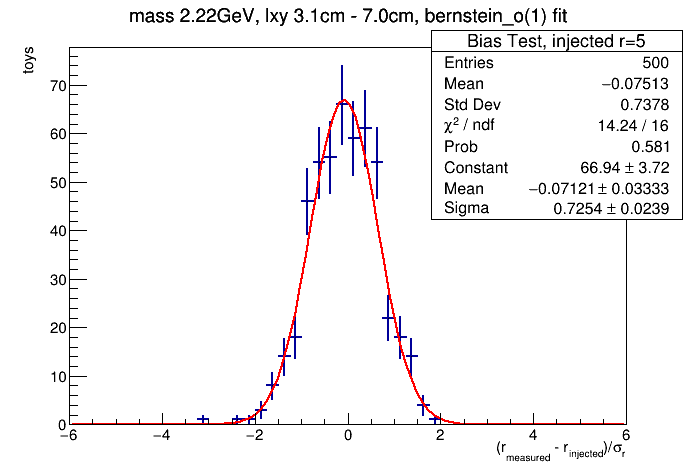 mass 2.22GeV, lxy 3.1cm - 7.0cm, bernstein_o(1) fit
toys
Bias Test, injected r=5
Entries 500
Mean −0.07513
Std Dev 0.7378
χ² / ndf 14.24 / 16
Prob 0.581
Constant 66.94 ± 3.72
Mean −0.07121 ± 0.03333
Sigma 0.7254 ± 0.0239
70
60
50
40
30
20
10
0
−6 −4 −2 0 2 4 6
(r_measured - r_injected)/σ_r